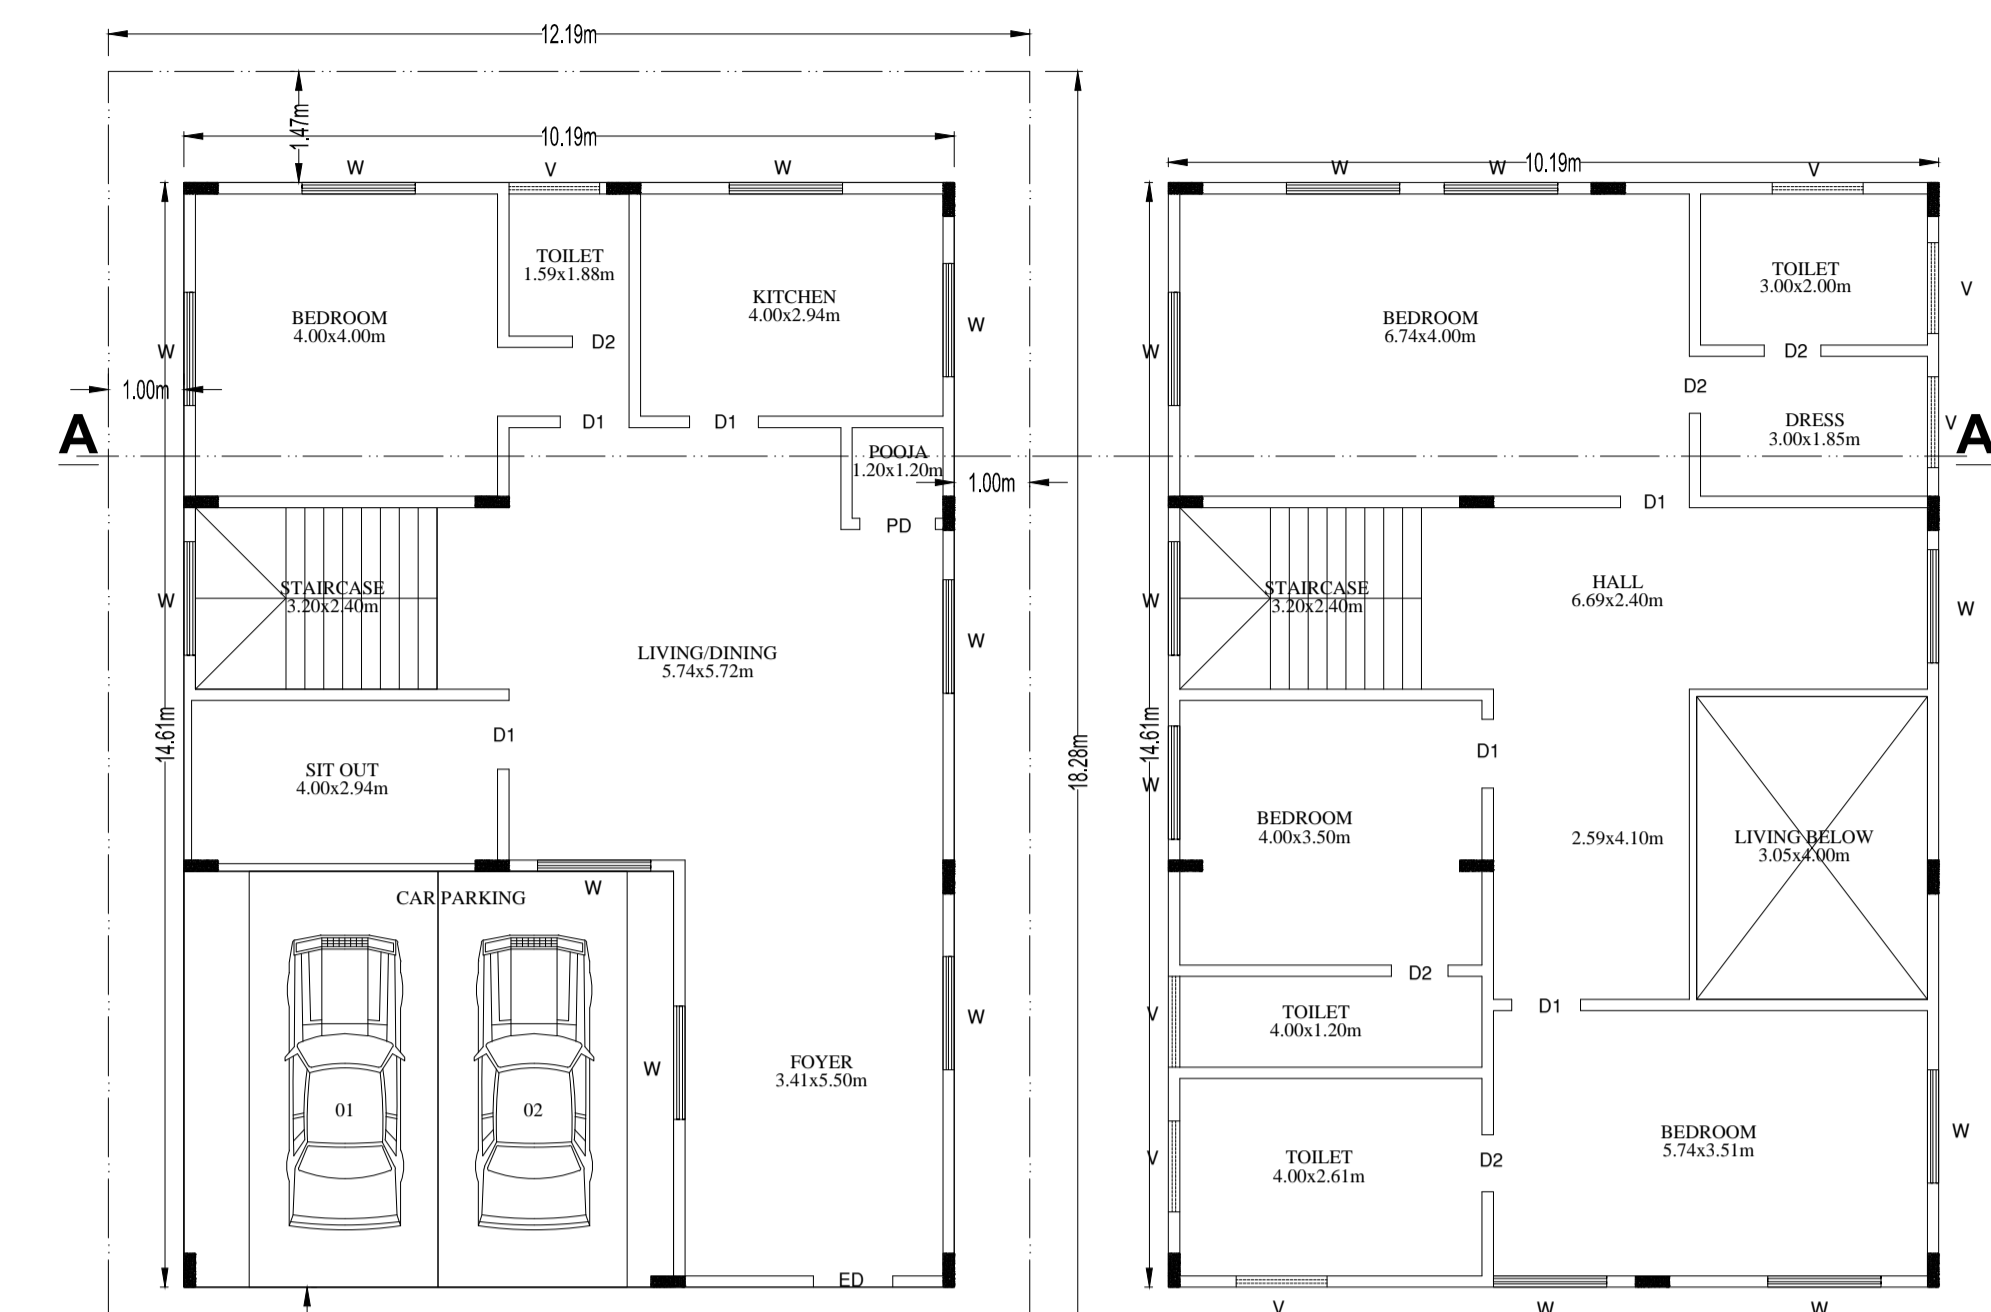 12.19m
1.47m
10.19m
W
V
W
TOILET
1.59x1.88m
KITCHEN
4.00x2.94m
BEDROOM
4.00x4.00m
W
W
D2
1.00m
D1
D1
A
POOJA
1.20x1.20m
1.00m
PD
STAIRCASE
3.20x2.40m
W
W
LIVING/DINING
5.74x5.72m
14.61m
D1
SIT OUT
4.00x2.94m
18.28m
W
CAR PARKING
W
W
FOYER
3.41x5.50m
01
02
ED
10.19m
W
W
V
TOILET
3.00x2.00m
V
BEDROOM
6.74x4.00m
W
D2
D2
DRESS
3.00x1.85m
V
A
D1
STAIRCASE
3.20x2.40m
W
HALL
6.69x2.40m
W
14.61m
D1
W
BEDROOM
4.00x3.50m
2.59x4.10m
LIVING BELOW
3.05x4.00m
D2
TOILET
4.00x1.20m
V
D1
BEDROOM
5.74x3.51m
W
TOILET
4.00x2.61m
V
D2
V
W
W